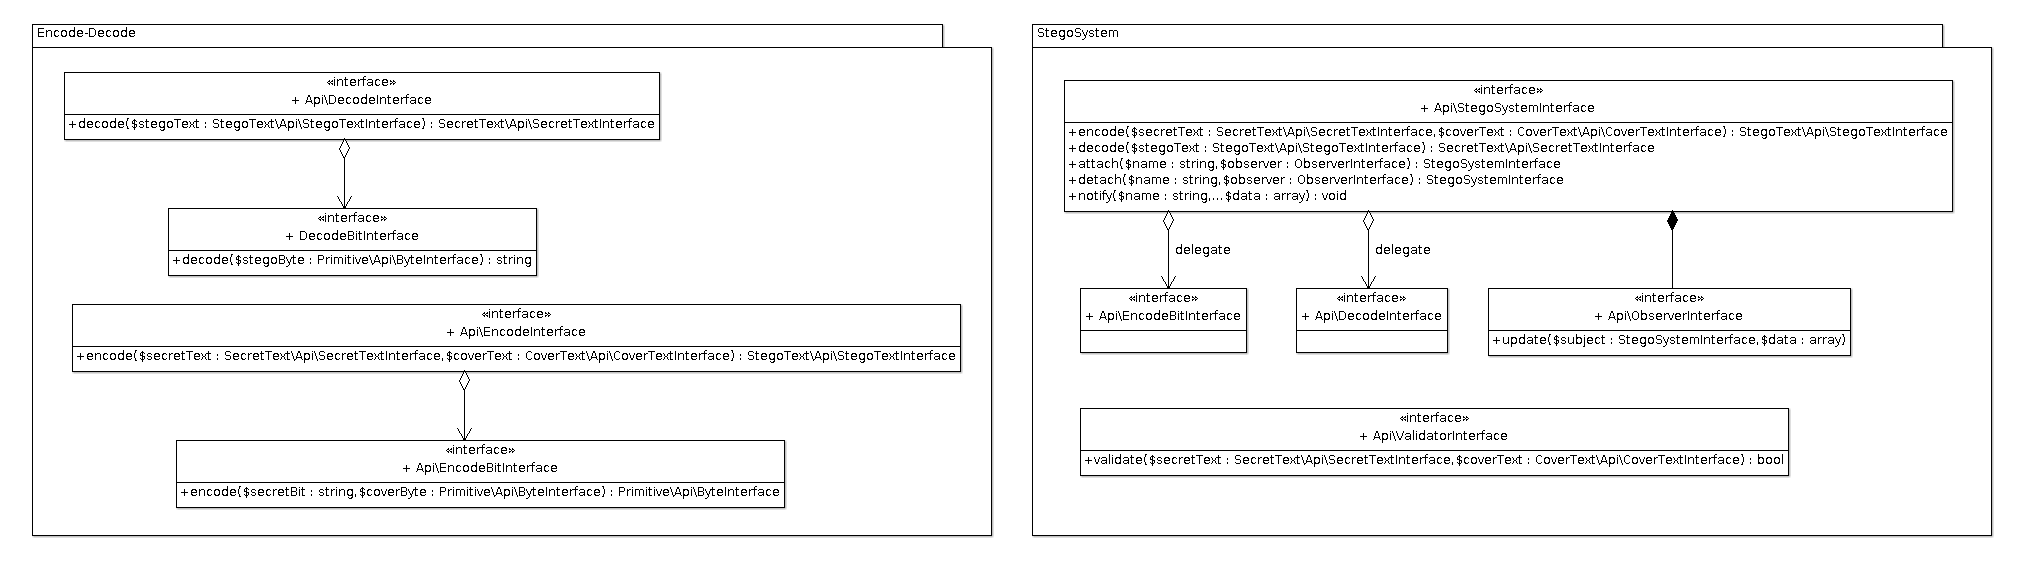 Encode-Decode
«interface»
+ Api\DecodeInterface
+decode($stegoText : StegoText\Api\StegoTextInterface) : SecretText\Api\SecretTextInterface
«interface»
+ DecodeBitInterface
+decode($stegoByte : Primitive\Api\ByteInterface) : string
«interface»
+ Api\EncodeInterface
+encode($secretText : SecretText\Api\SecretTextInterface,$coverText : CoverText\Api\CoverTextInterface) : StegoText\Api\StegoTextInterface
«interface»
+ Api\EncodeBitInterface
+encode($secretBit : string,$coverByte : Primitive\Api\ByteInterface) : Primitive\Api\ByteInterface
StegoSystem
«interface»
+ Api\StegoSystemInterface
+encode($secretText : SecretText\Api\SecretTextInterface,$coverText : CoverText\Api\CoverTextInterface) : StegoText\Api\StegoTextInterface
+decode($stegoText : StegoText\Api\StegoTextInterface) : SecretText\Api\SecretTextInterface
+attach($name : string,$observer : ObserverInterface) : StegoSystemInterface
+detach($name : string,$observer : ObserverInterface) : StegoSystemInterface
+notify($name : string,...$data : array) : void
delegate
delegate
«interface»
+ Api\EncodeBitInterface
«interface»
+ Api\DecodeInterface
«interface»
+ Api\ObserverInterface
+update($subject : StegoSystemInterface,$data : array)
«interface»
+ Api\ValidatorInterface
+validate($secretText : SecretText\Api\SecretTextInterface,$coverText : CoverText\Api\CoverTextInterface) : bool